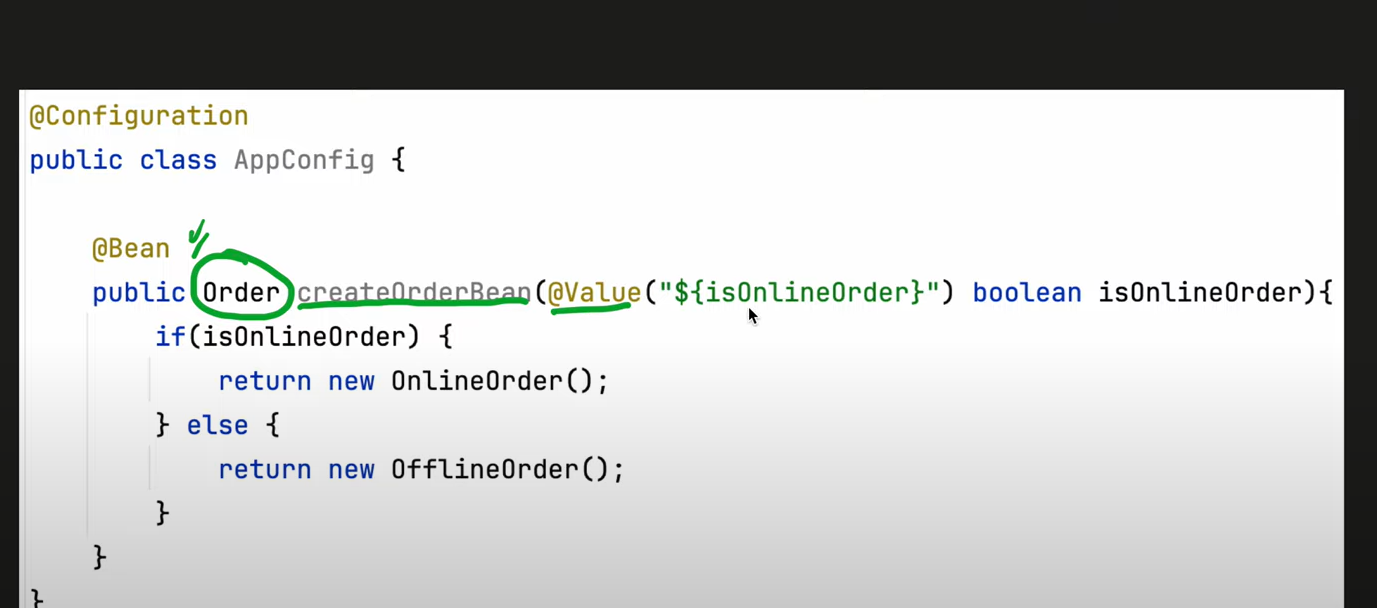 @Configuration
public class AppConfig {
@Bean
public Order createOrderBean(@Value("${isOnlineOrder}") boolean isOnlineOrder){
if(isOnlineOrder) {
return new OnlineOrder();
} else {
return new OfflineOrder();
}
}
}